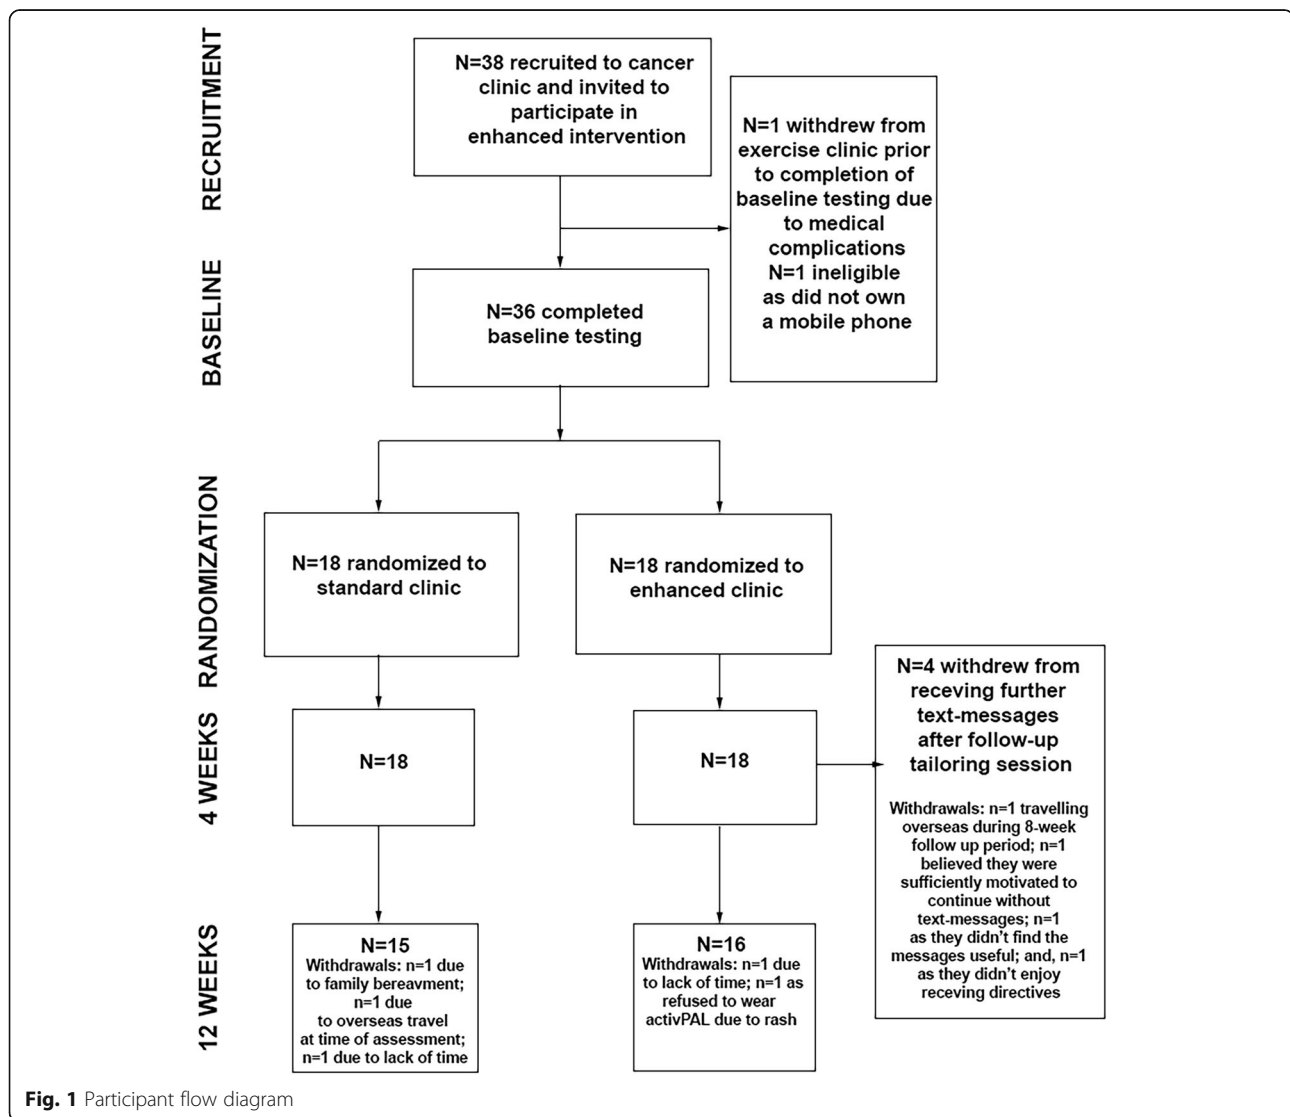 RECRUITMENT
N=38 recruited to cancer
clinic and invited to
participate in
enhanced intervention
N=1 withdrew from
exercise clinic prior
to completion of
baseline testing due
to medical
complications
N=1 ineligible
as did not own
a mobile phone
BASELINE
N=36 completed
baseline testing
RANDOMIZATION
N=18 randomized to
standard clinic
N=18 randomized to
enhanced clinic
4 WEEKS
N=18
N=18
N=4 withdrew from
receving further
text-messages
after follow-up
tailoring session
Withdrawals: n=1 travelling
overseas during 8-week
follow up period; n=1
believed they were
sufficiently motivated to
continue without
text-messages; n=1
as they didn't find the
messages useful; and, n=1
as they didn't enjoy
receving directives
12 WEEKS
N=15
Withdrawals: n=1 due
to family bereavment;
n=1 due
to overseas travel
at time of assessment;
n=1 due to lack of time
N=16
Withdrawals: n=1 due
to lack of time; n=1 as
refused to wear
activPAL due to rash
Fig. 1 Participant flow diagram